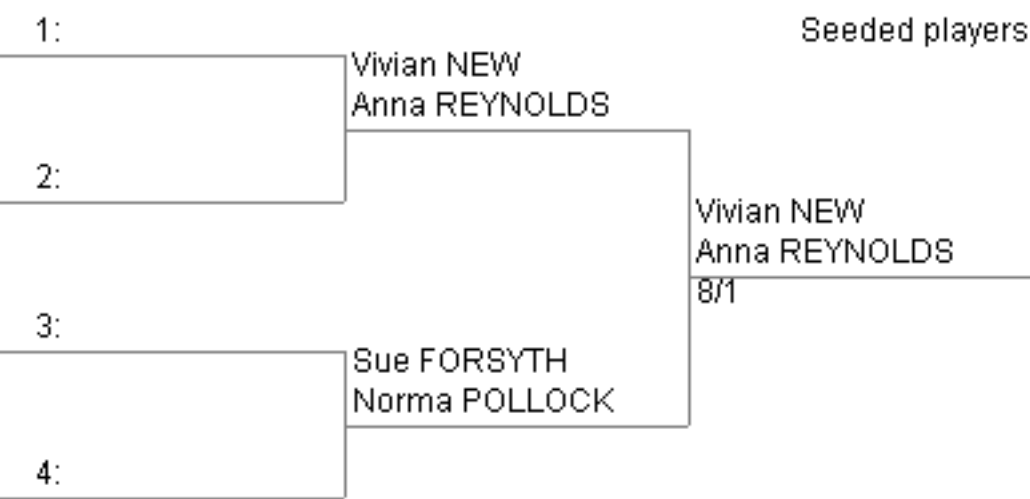 1:
Seeded players
Vivian NEW
Anna REYNOLDS
2:
Vivian NEW
Anna REYNOLDS
8/1
3:
Sue FORSYTH
Norma POLLOCK
4: